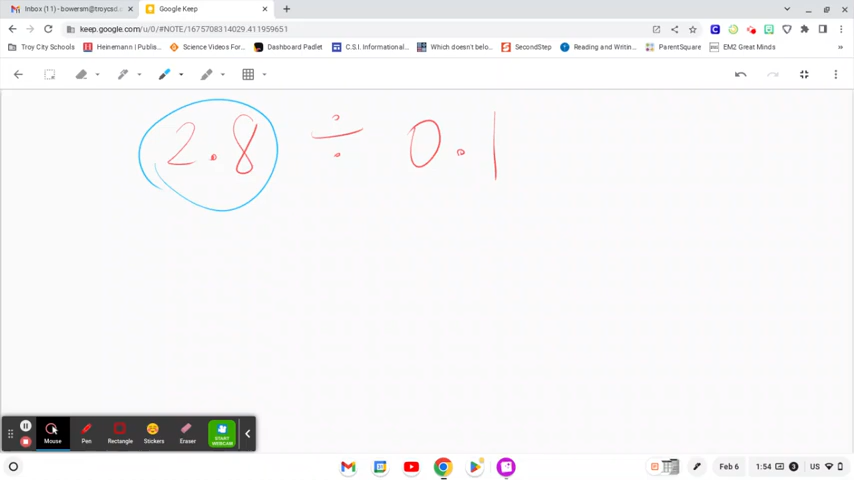 Inbox (11) - bowersm@troycsd.
Google Keep
keep.google.com/u/0/#NOTE/1675708314029.411959651
Troy City Schools
Heinemann | Publis...
Science Videos For...
Dashboard Padlet
C.S.I. Informational...
Which doesn't belo...
SecondStep
Reading and Writin...
ParentSquare
EM2 Great Minds
»
2.8 ÷ 0.1
Mouse
Pen
Rectangle
Stickers
Eraser
START WEBCAM
Feb 6
1:54
3
US